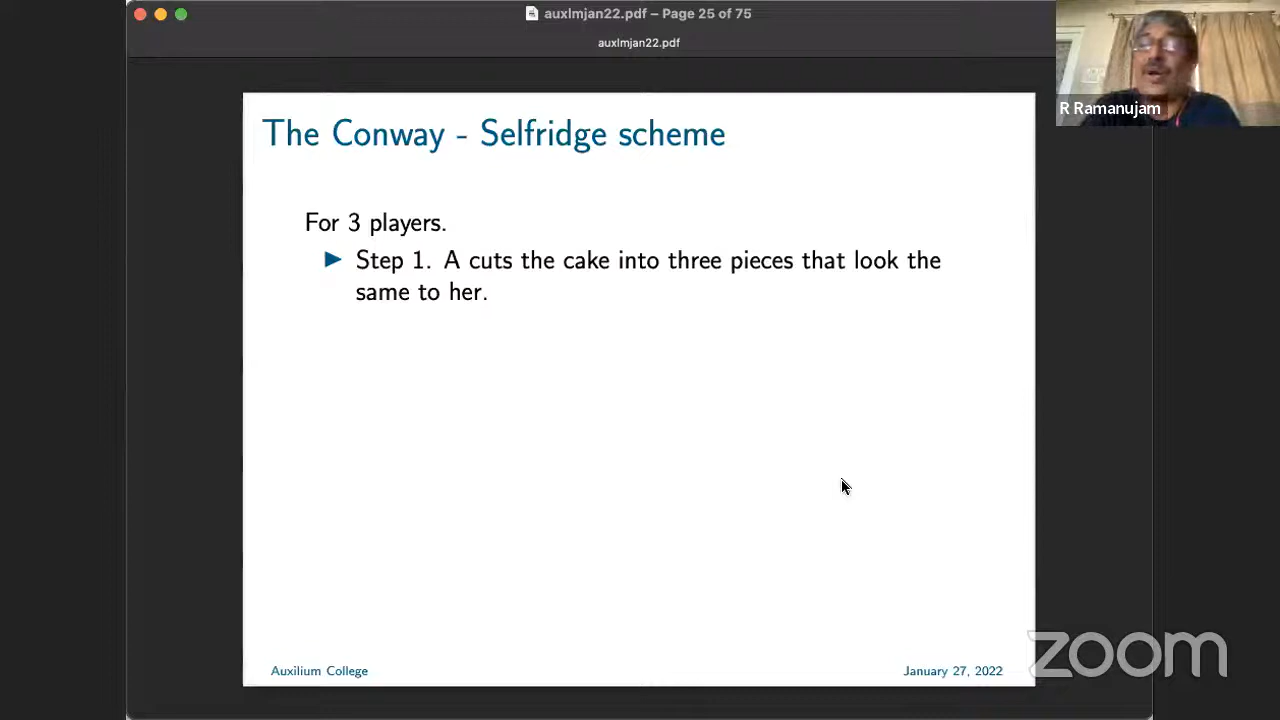 auxlmjan22.pdf – Page 25 of 75
auxlmjan22.pdf
R Ramanujam
The Conway - Selfridge scheme
For 3 players.
▶ Step 1. A cuts the cake into three pieces that look the
same to her.
Auxilium College
January 27, 2022
zoom